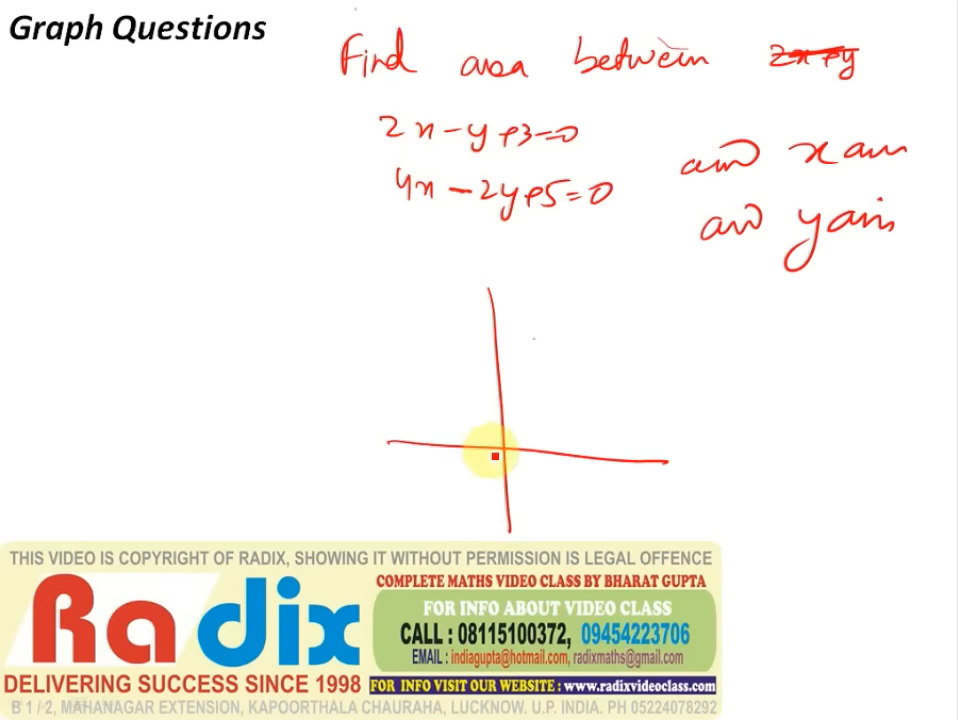 Graph Questions
Find area between
2x-y+3=0
4x-2y+5=0
and x axis
and y axis
THIS VIDEO IS COPYRIGHT OF RADIX, SHOWING IT WITHOUT PERMISSION IS LEGAL OFFENCE
Radix
DELIVERING SUCCESS SINCE 1998
COMPLETE MATHS VIDEO CLASS BY BHARAT GUPTA
FOR INFO ABOUT VIDEO CLASS
CALL : 08115100372, 09454223706
EMAIL : indiagupta@hotmail.com, radixmaths@gmail.com
FOR INFO VISIT OUR WEBSITE : www.radixvideoclass.com
B 1 / 2, MAHANAGAR EXTENSION, KAPOORTHALA CHAURAHA, LUCKNOW. U.P. INDIA. PH 05224078292